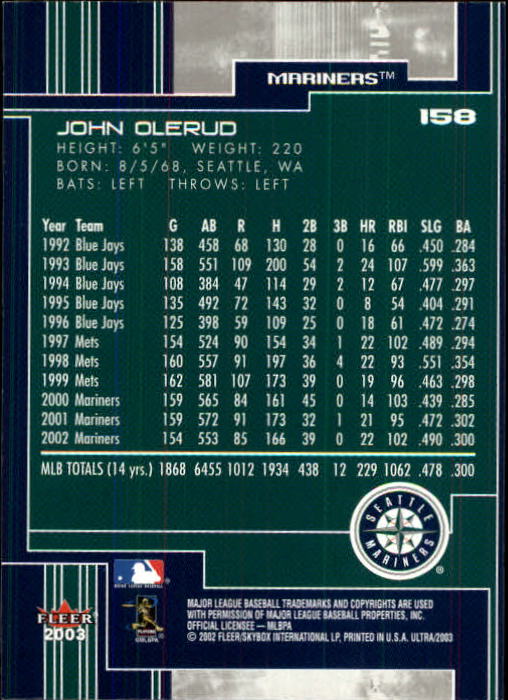 MARINERS™
158
JOHN OLERUD
HEIGHT: 6'5" WEIGHT: 220
BORN: 8/5/68, SEATTLE, WA
BATS: LEFT THROWS: LEFT
Year Team G AB R H 2B 3B HR RBI SLG BA
1992 Blue Jays 138 458 68 130 28 0 16 66 .450 .284
1993 Blue Jays 158 551 109 200 54 2 24 107 .599 .363
1994 Blue Jays 108 384 47 114 29 2 12 67 .477 .297
1995 Blue Jays 135 492 72 143 32 0 8 54 .404 .291
1996 Blue Jays 125 398 59 109 25 0 18 61 .472 .274
1997 Mets 154 524 90 154 34 1 22 102 .489 .294
1998 Mets 160 557 91 197 36 4 22 93 .551 .354
1999 Mets 162 581 107 173 39 0 19 96 .463 .298
2000 Mariners 159 565 84 161 45 0 14 103 .439 .285
2001 Mariners 159 572 91 173 32 1 21 95 .472 .302
2002 Mariners 154 553 85 166 39 0 22 102 .490 .300
MLB TOTALS (14 yrs.) 1868 6455 1012 1934 438 12 229 1062 .478 .300
SEATTLE
MARINERS
®
FLEER
2003
MAJOR LEAGUE BASEBALL TRADEMARKS AND COPYRIGHTS ARE USED
WITH PERMISSION OF MAJOR LEAGUE BASEBALL PROPERTIES, INC.
OFFICIAL LICENSEE — MLBPA
© 2002 FLEER/SKYBOX INTERNATIONAL LP, PRINTED IN U.S.A. ULTRA/2003